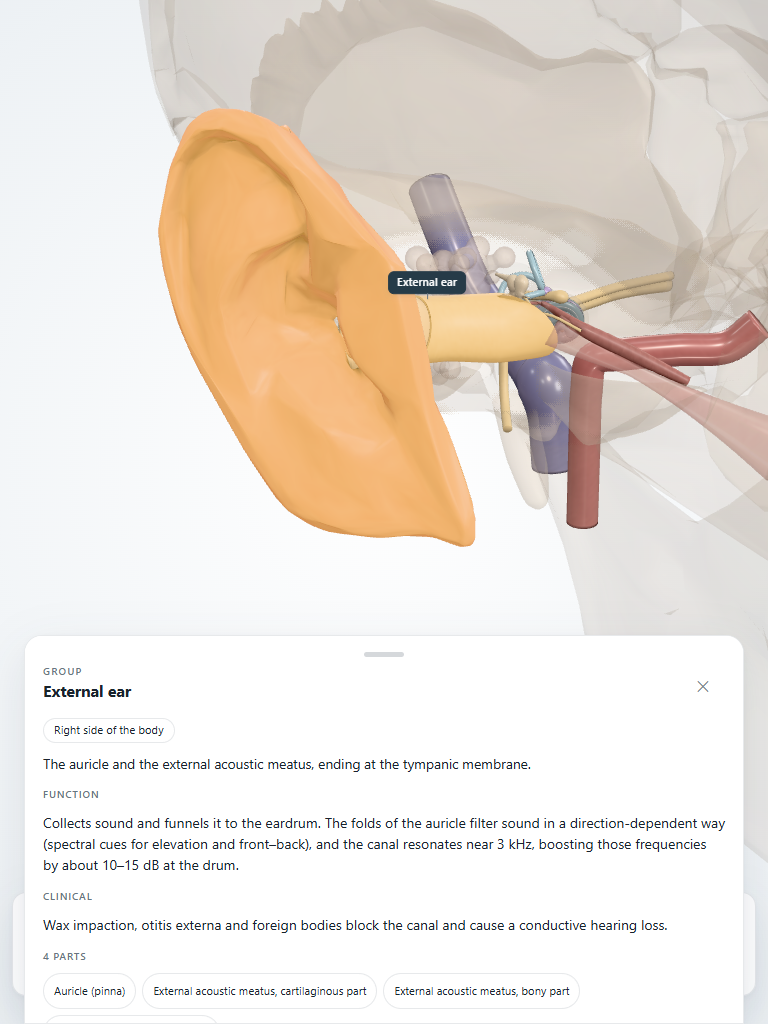 External ear
GROUP
External ear
Right side of the body
The auricle and the external acoustic meatus, ending at the tympanic membrane.
FUNCTION
Collects sound and funnels it to the eardrum. The folds of the auricle filter sound in a direction-dependent way
(spectral cues for elevation and front–back), and the canal resonates near 3 kHz, boosting those frequencies
by about 10–15 dB at the drum.
CLINICAL
Wax impaction, otitis externa and foreign bodies block the canal and cause a conductive hearing loss.
4 PARTS
Auricle (pinna)
External acoustic meatus, cartilaginous part
External acoustic meatus, bony part